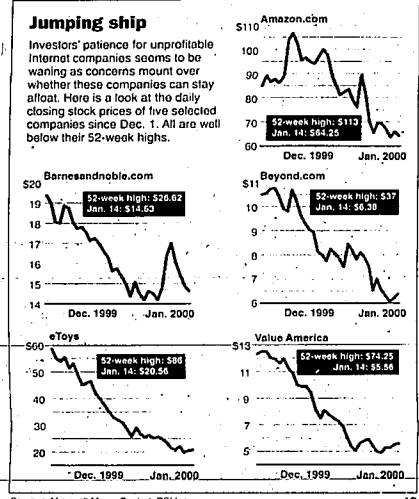 Jumping ship
Investors' patience for unprofitable
Internet companies seems to be
waning as concerns mount over
whether these companies can stay
afloat. Here is a look at the daily
closing stock prices of five selected
companies since Dec. 1. All are well
below their 52-week highs.
Amazon.com
$110
100
90
80
70
60
52-week high: $113
Jan. 14: $64.25
Dec. 1999 Jan. 2000
Barnesandnoble.com
$20
19
18
17
16
15
14
52-week high: $26.62
Jan. 14: $14.63
Dec. 1999 Jan. 2000
Beyond.com
$11
10
9
8
7
6
52-week high: $37
Jan. 14: $6.38
Dec. 1999 Jan. 2000
eToys
$60
50
40
30
20
52-week high: $86
Jan. 14: $20.56
Dec. 1999 Jan. 2000
Value America
$13
11
9
7
5
52-week high: $74.25
Jan. 14: $5.56
Dec. 1999 Jan. 2000